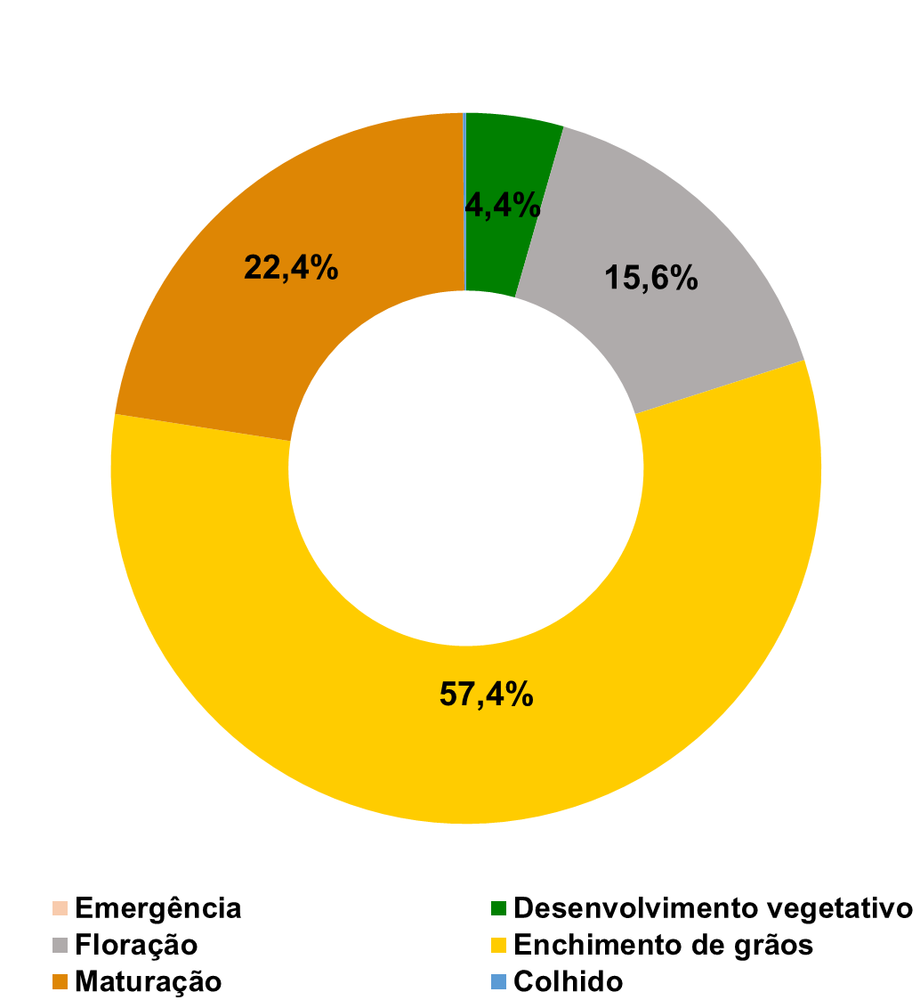 4,4%
22,4%
15,6%
57,4%
Emergência
Desenvolvimento vegetativo
Floração
Enchimento de grãos
Maturação
Colhido